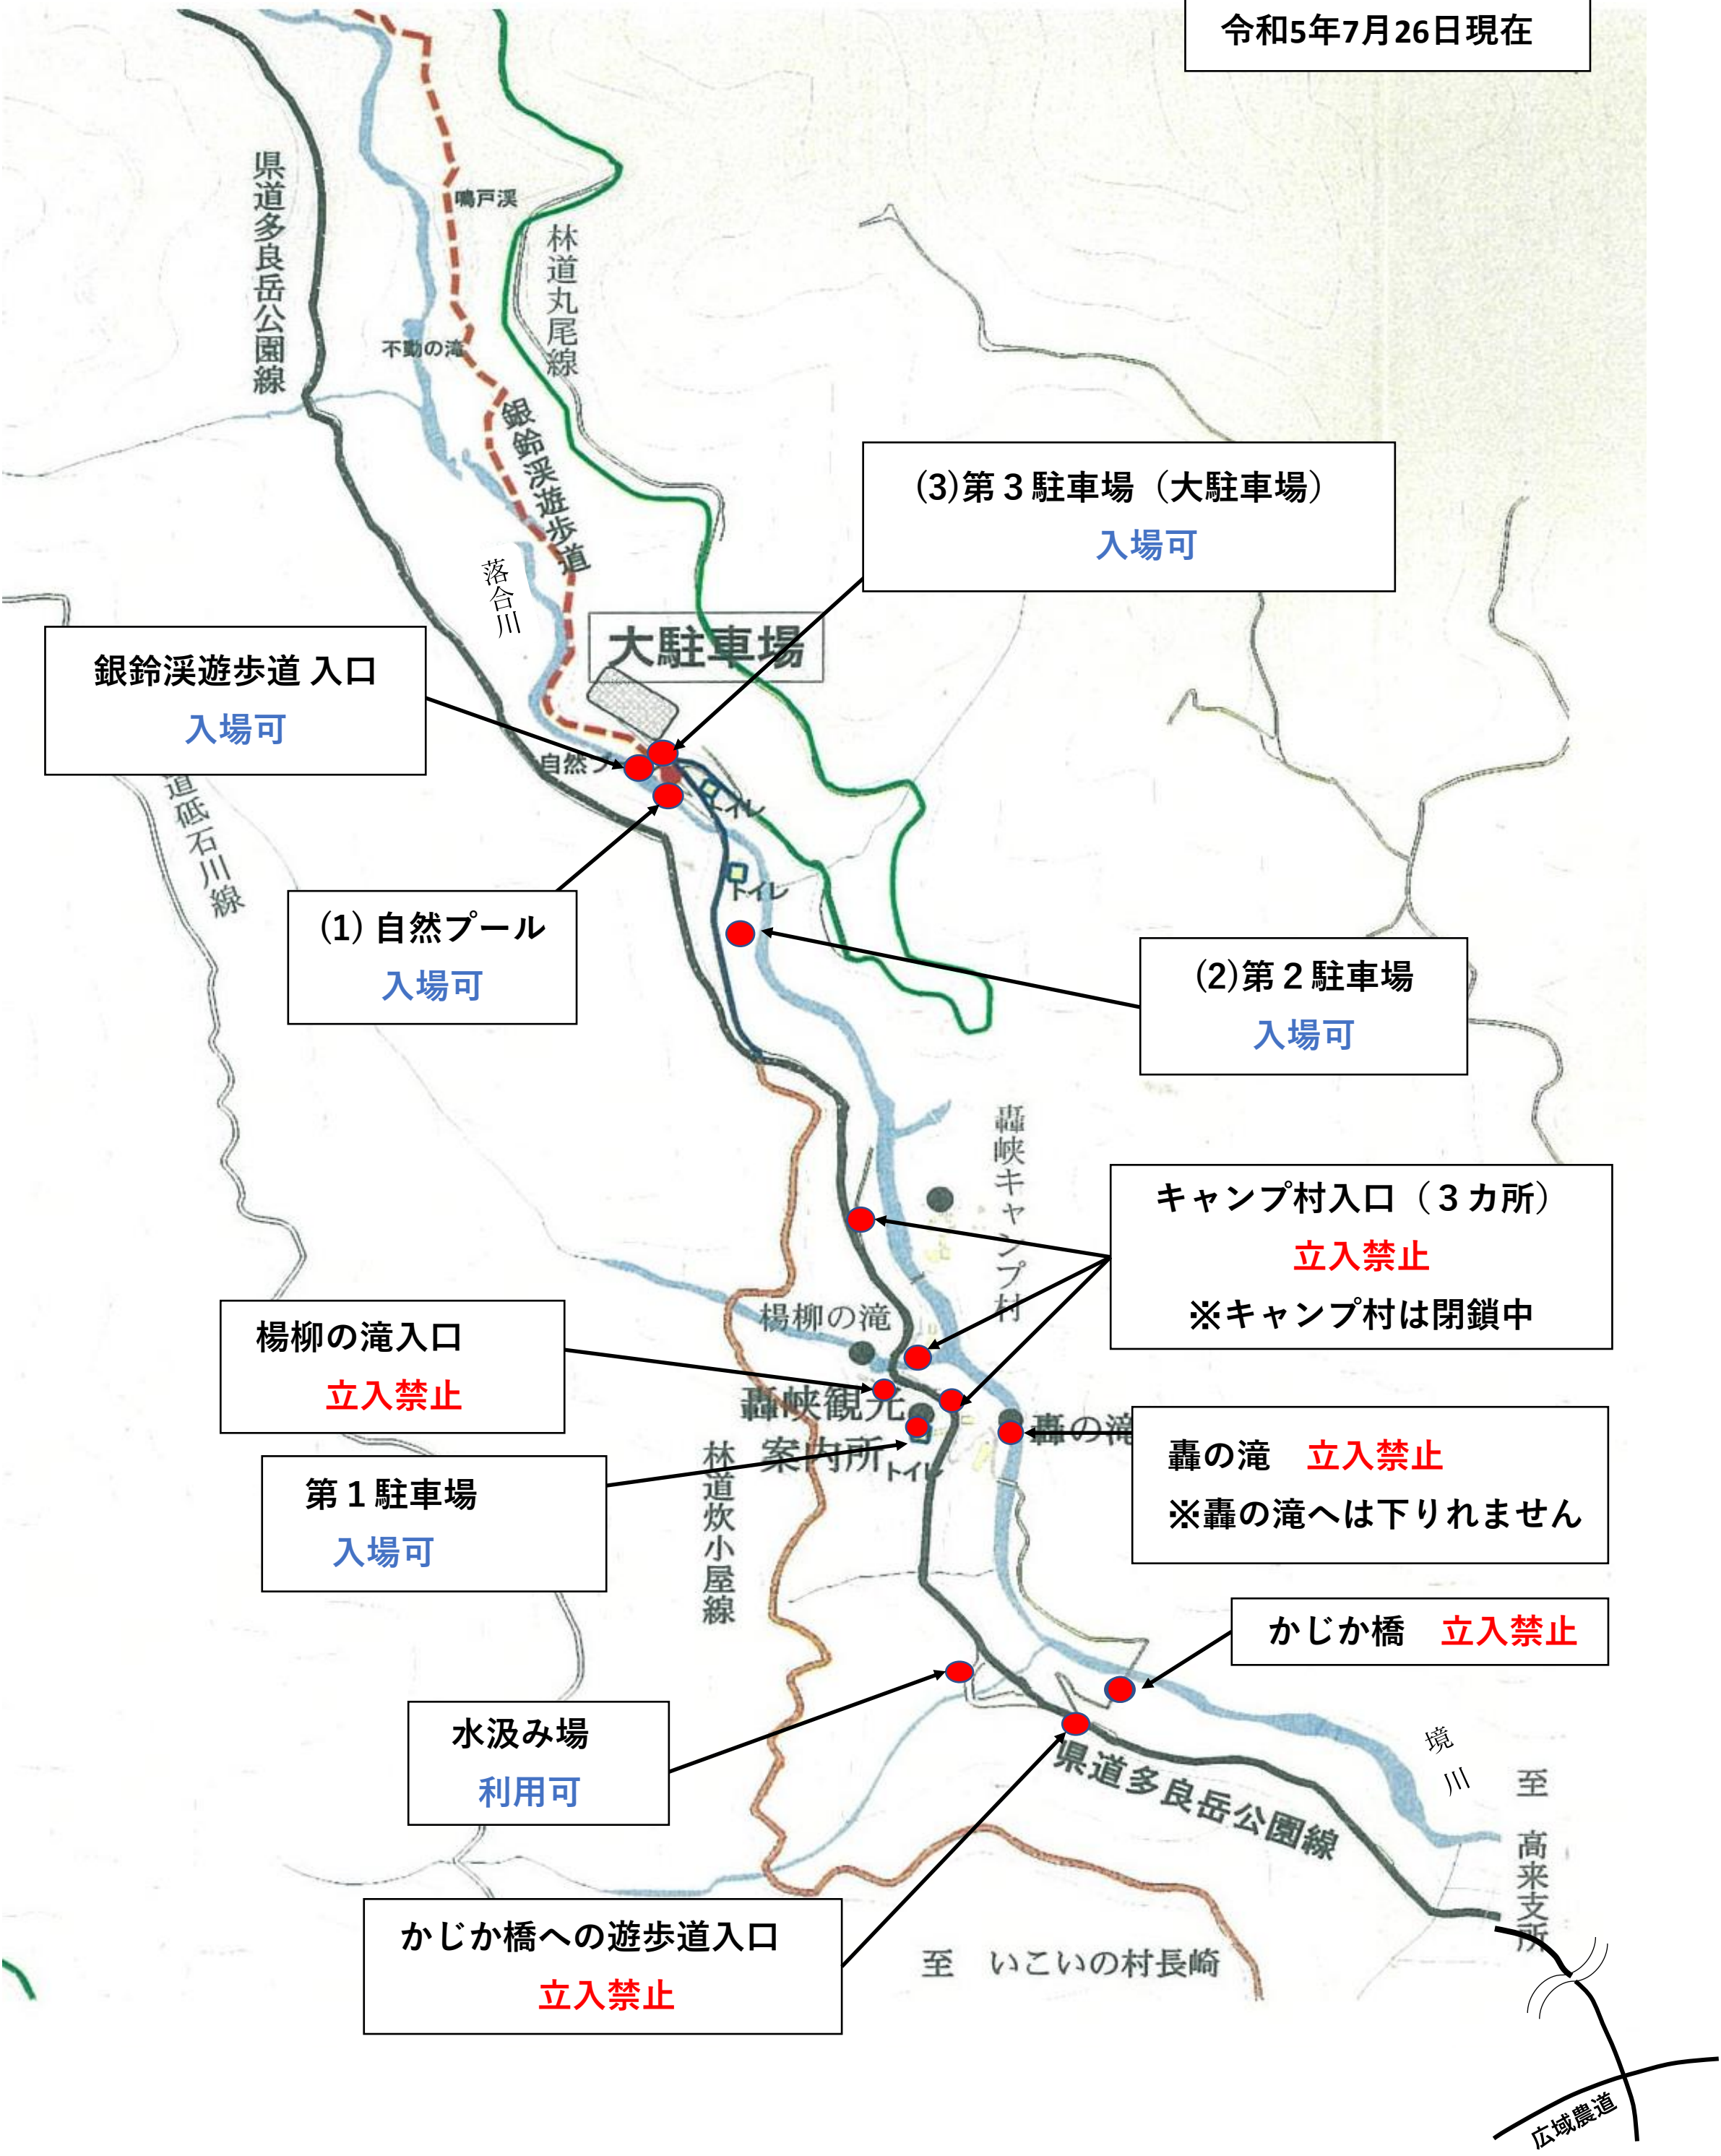 令和5年7月26日現在
県道多良岳公園線
鳴戸渓
林道丸尾線
不動の滝
銀鈴渓遊歩道
(3)第３駐車場（大駐車場）
入場可
落合川
大駐車場
銀鈴渓遊歩道 入口
入場可
自然プ
トイレ
道砥石川線
トイレ
(1) 自然プール
入場可
(2)第２駐車場
入場可
轟峡キャンプ村
キャンプ村入口（３カ所）
立入禁止
※キャンプ村は閉鎖中
楊柳の滝
楊柳の滝入口
立入禁止
轟峡観光
案内所
トイレ
轟の滝
轟の滝　立入禁止
※轟の滝へは下りれません
第１駐車場
入場可
林道炊小屋線
かじか橋　立入禁止
水汲み場
利用可
県道多良岳公園線
境川
至　高来支所
かじか橋への遊歩道入口
立入禁止
至　いこいの村長崎
広域農道